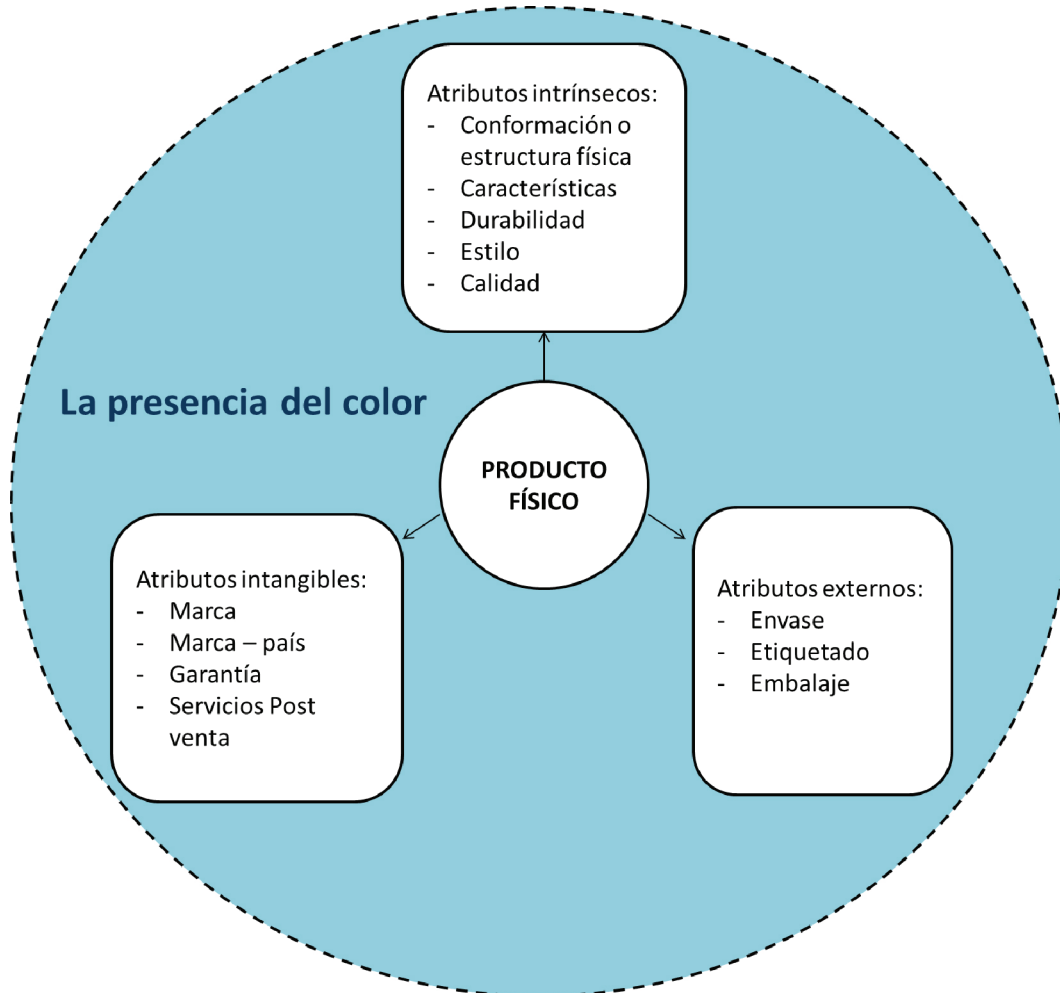 Atributos intrínsecos:
- Conformación o
estructura física
- Características
- Durabilidad
- Estilo
- Calidad
La presencia del color
PRODUCTO
FÍSICO
Atributos intangibles:
- Marca
- Marca – país
- Garantía
- Servicios Post
venta
Atributos externos:
- Envase
- Etiquetado
- Embalaje